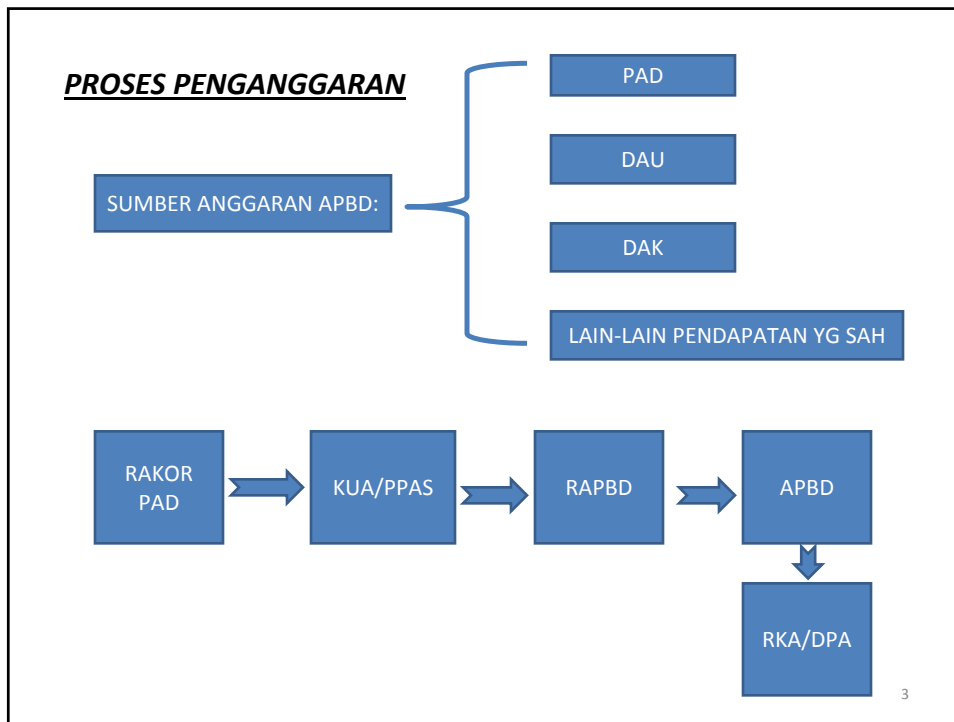 PROSES PENGANGGARAN
SUMBER ANGGARAN APBD:
PAD
DAU
DAK
LAIN-LAIN PENDAPATAN YG SAH
RAKOR
PAD
KUA/PPAS
RAPBD
APBD
RKA/DPA
3